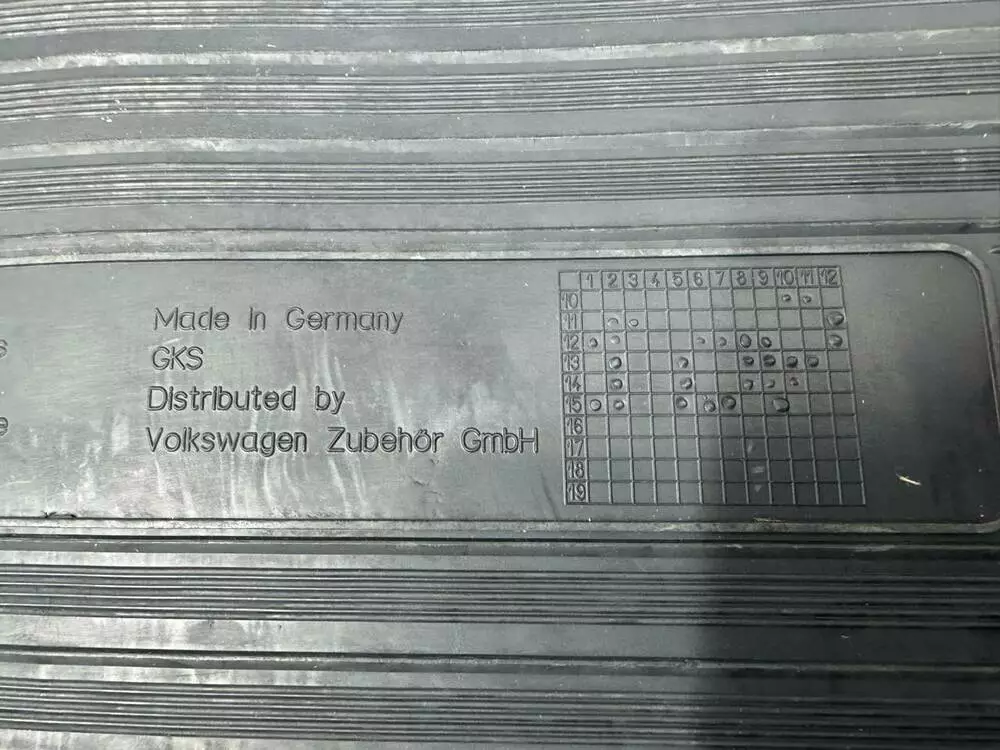 Made in Germany
GKS
Distributed by
Volkswagen Zubehör GmbH
1 2 3 4 5 6 7 8 9 10 11 12
10
11
12
13
14
15
16
17
18
19